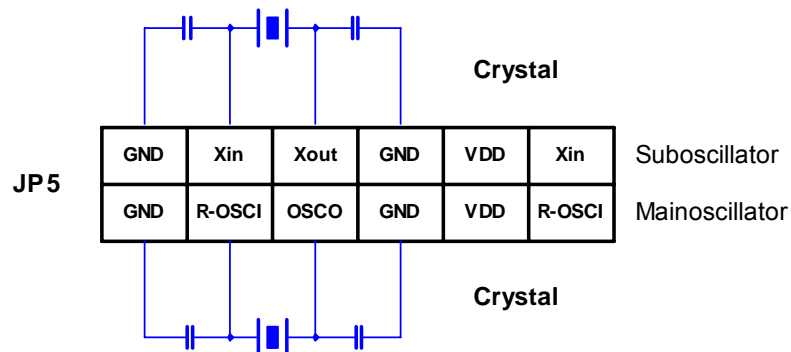 Crystal
GND Xin Xout GND VDD Xin Suboscillator
JP5
GND R-OSCI OSCO GND VDD R-OSCI Mainoscillator
Crystal